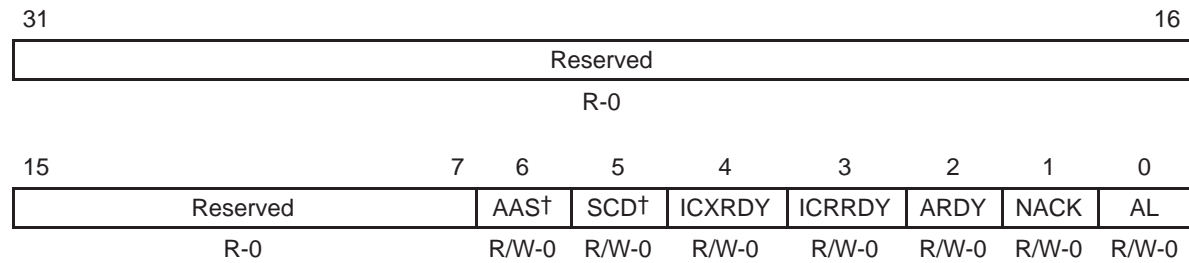 31 16
Reserved
R-0
15 7 6 5 4 3 2 1 0
Reserved AAS† SCD† ICXRDY ICRRDY ARDY NACK AL
R-0 R/W-0 R/W-0 R/W-0 R/W-0 R/W-0 R/W-0 R/W-0